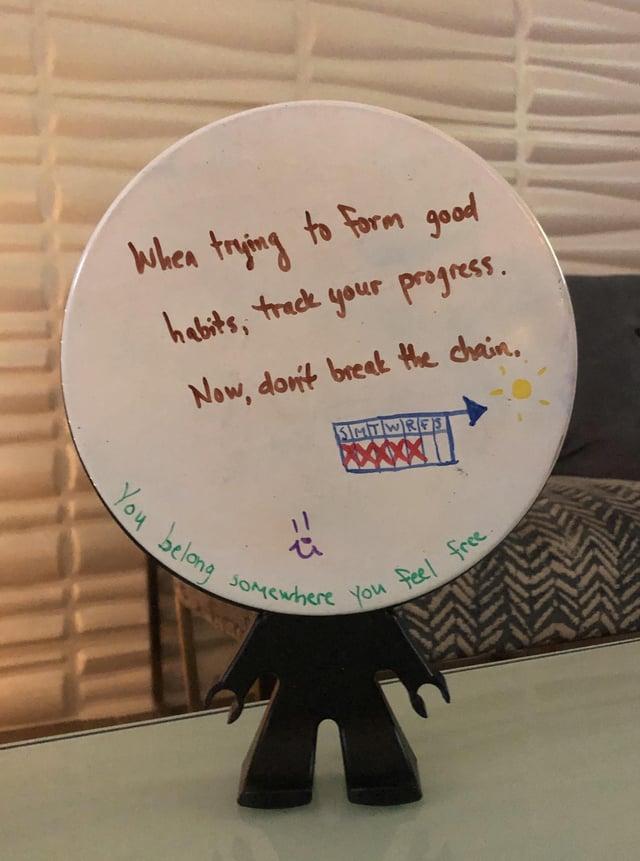 When trying to form good
habits, track your progress.
Now, don't break the chain.
S M T W R F S
X X X X X
You belong somewhere you feel free